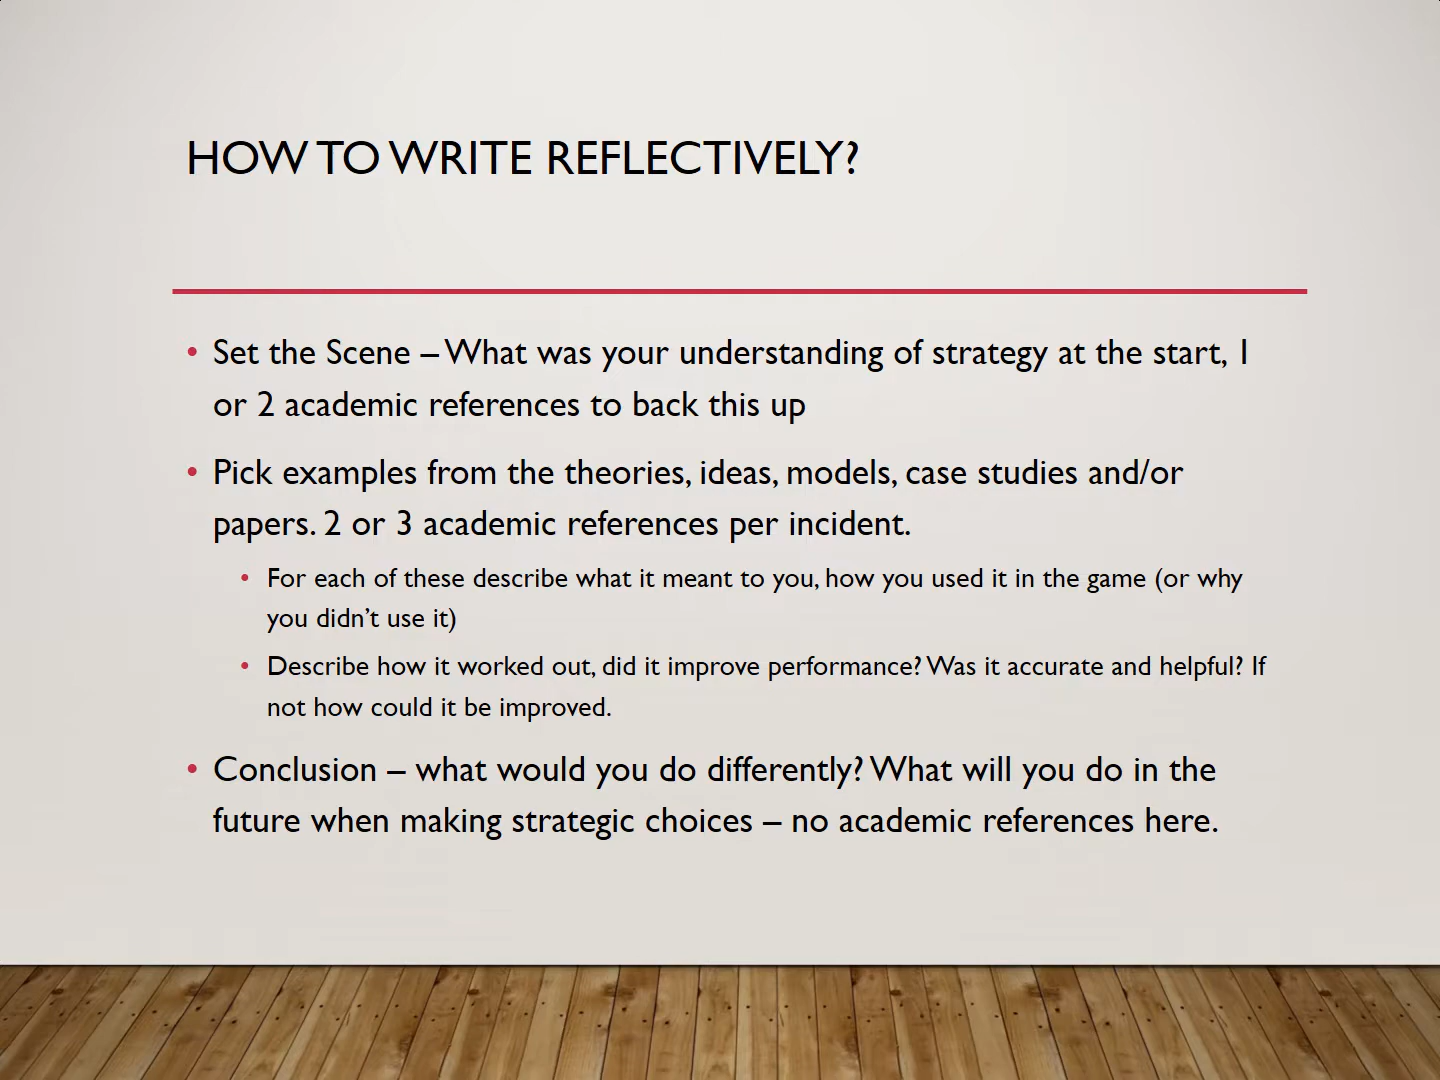 HOW TO WRITE REFLECTIVELY?
• Set the Scene – What was your understanding of strategy at the start, 1
or 2 academic references to back this up
• Pick examples from the theories, ideas, models, case studies and/or
papers. 2 or 3 academic references per incident.
• For each of these describe what it meant to you, how you used it in the game (or why
you didn’t use it)
• Describe how it worked out, did it improve performance? Was it accurate and helpful? If
not how could it be improved.
• Conclusion – what would you do differently? What will you do in the
future when making strategic choices – no academic references here.